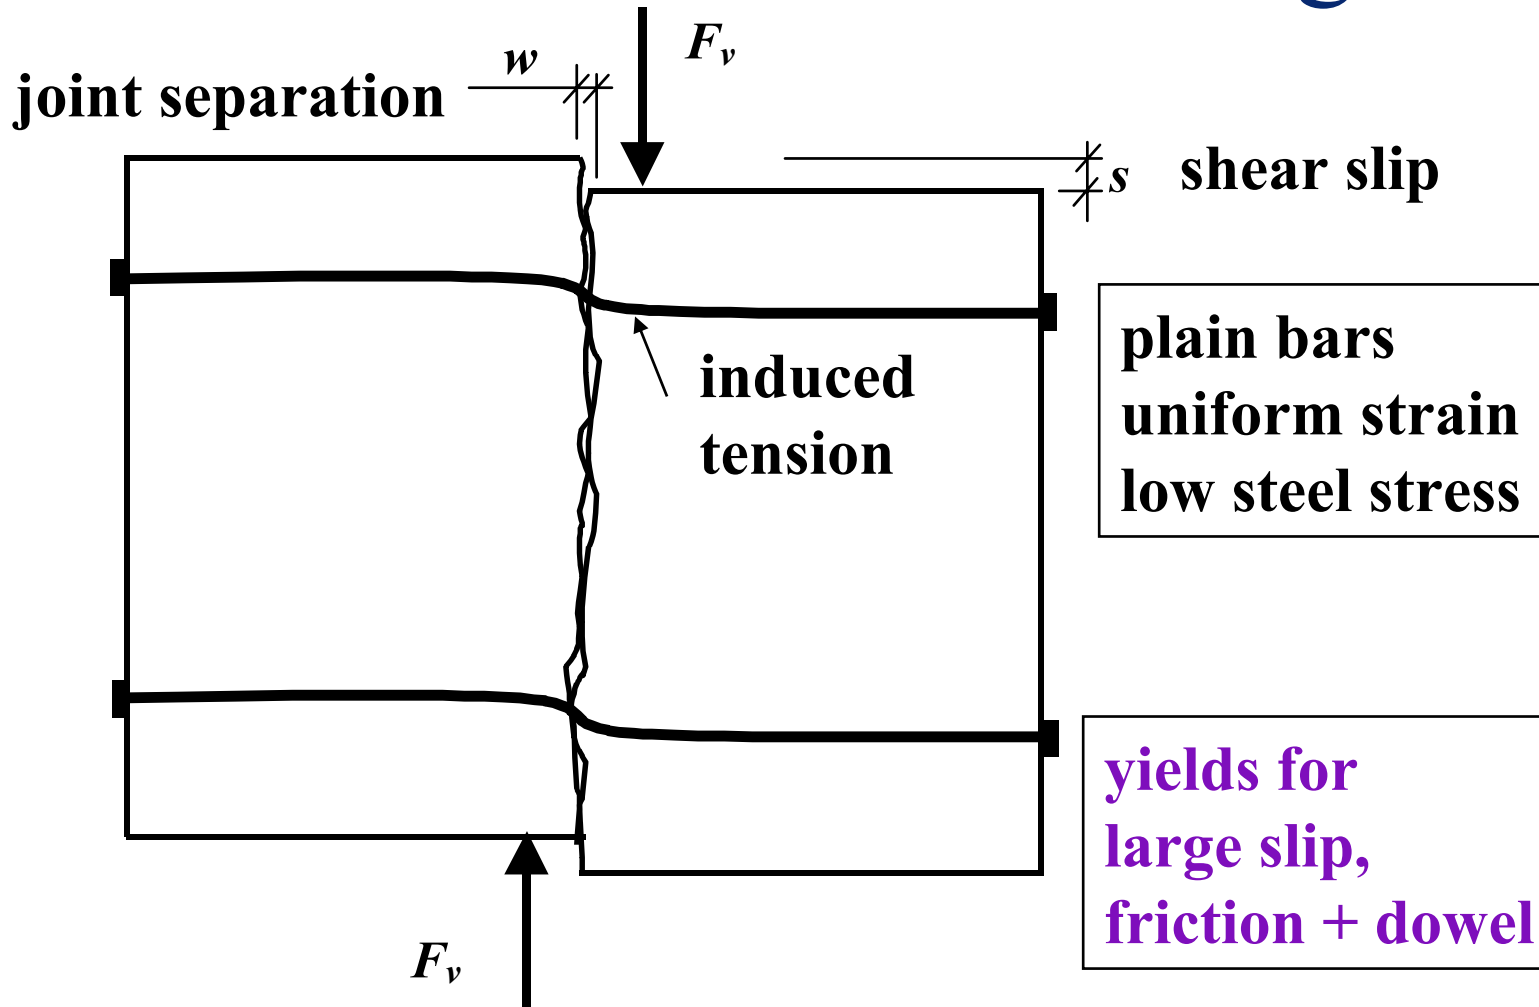 w
F_v
joint separation
s
shear slip
induced
tension
plain bars
uniform strain
low steel stress
yields for
large slip,
friction + dowel
F_v